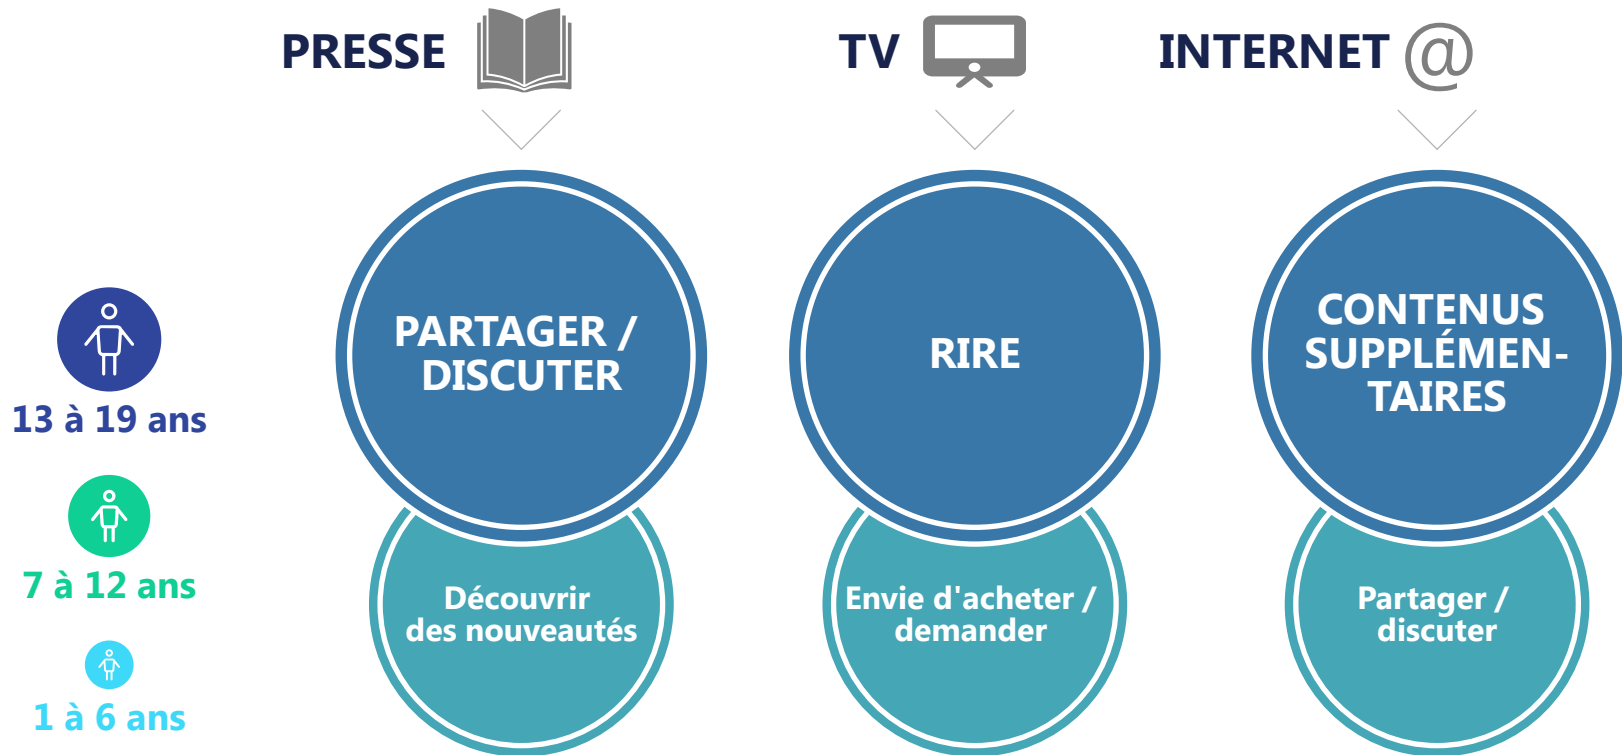 PRESSE
TV
INTERNET @
PARTAGER /
DISCUTER
RIRE
CONTENUS
SUPPLÉMEN-
TAIRES
13 à 19 ans
7 à 12 ans
1 à 6 ans
Découvrir
des nouveautés
Envie d'acheter /
demander
Partager /
discuter